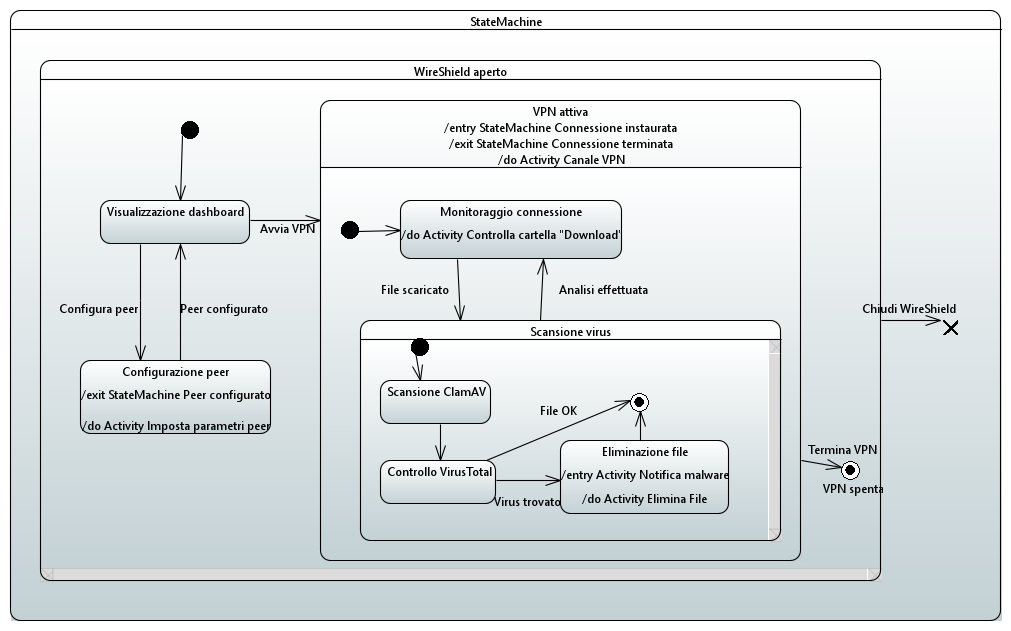 StateMachine
WireShield aperto
VPN attiva
/entry StateMachine Connessione instaurata
/exit StateMachine Connessione terminata
/do Activity Canale VPN
Visualizzazione dashboard
Avvia VPN
Monitoraggio connessione
/do Activity Controlla cartella "Download"
File scaricato
Analisi effettuata
Configura peer
Peer configurato
Chiudi WireShield
Scansione virus
Configurazione peer
/exit StateMachine Peer configurato
/do Activity Imposta parametri peer
Scansione ClamAV
File OK
Controllo VirusTotal
Virus trovato
Eliminazione file
/entry Activity Notifica malware
/do Activity Elimina File
Termina VPN
VPN spenta